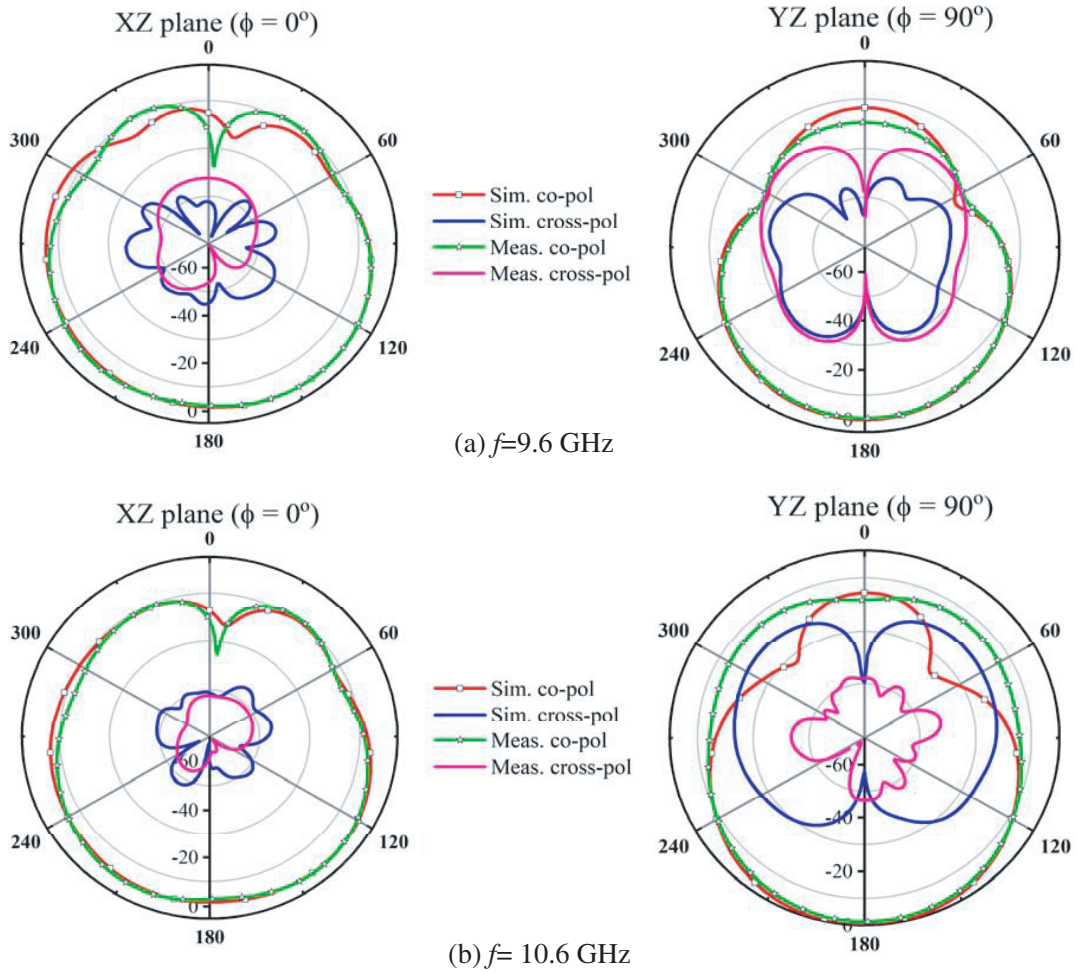 XZ plane (ϕ = 0°)
0
60
120
180
240
300
-60
-40
-20
0
Sim. co-pol
Sim. cross-pol
Meas. co-pol
Meas. cross-pol
YZ plane (ϕ = 90°)
0
60
120
180
240
300
-60
-40
-20
0
(a) f=9.6 GHz
XZ plane (ϕ = 0°)
0
60
120
180
240
300
60
-40
-20
0
Sim. co-pol
Sim. cross-pol
Meas. co-pol
Meas. cross-pol
YZ plane (ϕ = 90°)
0
60
120
180
240
300
-60
-40
-20
0
(b) f= 10.6 GHz